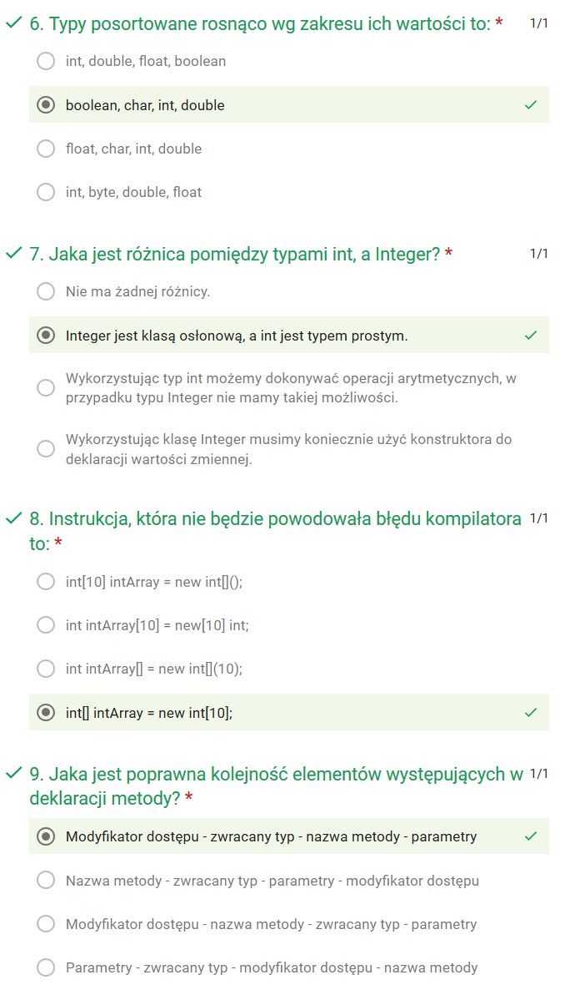 6. Typy posortowane rosnąco wg zakresu ich wartości to: * 1/1
int, double, float, boolean
boolean, char, int, double
float, char, int, double
int, byte, double, float
7. Jaka jest różnica pomiędzy typami int, a Integer? * 1/1
Nie ma żadnej różnicy.
Integer jest klasą osłonową, a int jest typem prostym.
Wykorzystując typ int możemy dokonywać operacji arytmetycznych, w
przypadku typu Integer nie mamy takiej możliwości.
Wykorzystując klasę Integer musimy koniecznie użyć konstruktora do
deklaracji wartości zmiennej.
8. Instrukcja, która nie będzie powodowała błędu kompilatora 1/1
to: *
int[10] intArray = new int[]();
int intArray[10] = new[10] int;
int intArray[] = new int[](10);
int[] intArray = new int[10];
9. Jaka jest poprawna kolejność elementów występujących w 1/1
deklaracji metody? *
Modyfikator dostępu - zwracany typ - nazwa metody - parametry
Nazwa metody - zwracany typ - parametry - modyfikator dostępu
Modyfikator dostępu - nazwa metody - zwracany typ - parametry
Parametry - zwracany typ - modyfikator dostępu - nazwa metody